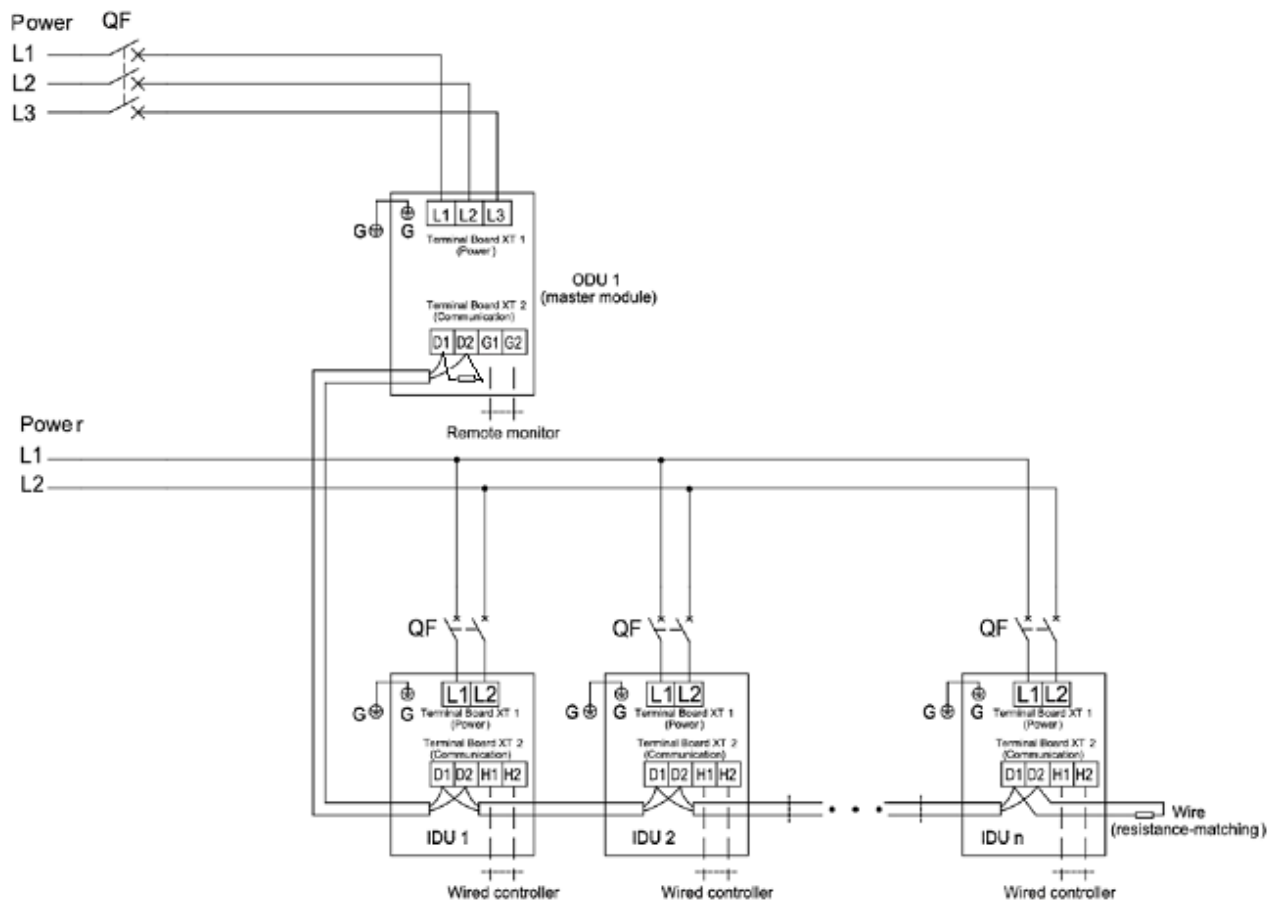 Power QF
L1
L2
L3
L1 L2 L3
G G
Terminal Board XT 1
(Power)
ODU 1
(master module)
Terminal Board XT 2
(Communication)
D1 D2 G1 G2
Remote monitor
Power
L1
L2
QF QF QF
L1 L2 L1 L2 L1 L2
G G G G G G
Terminal Board XT 1 Terminal Board XT 1 Terminal Board XT 1
(Power) (Power) (Power)
Terminal Board XT 2 Terminal Board XT 2 Terminal Board XT 2
(Communication) (Communication) (Communication)
D1 D2 H1 H2 D1 D2 H1 H2 D1 D2 H1 H2
Wire
(resistance-matching)
IDU 1 IDU 2 IDU n
Wired controller Wired controller Wired controller